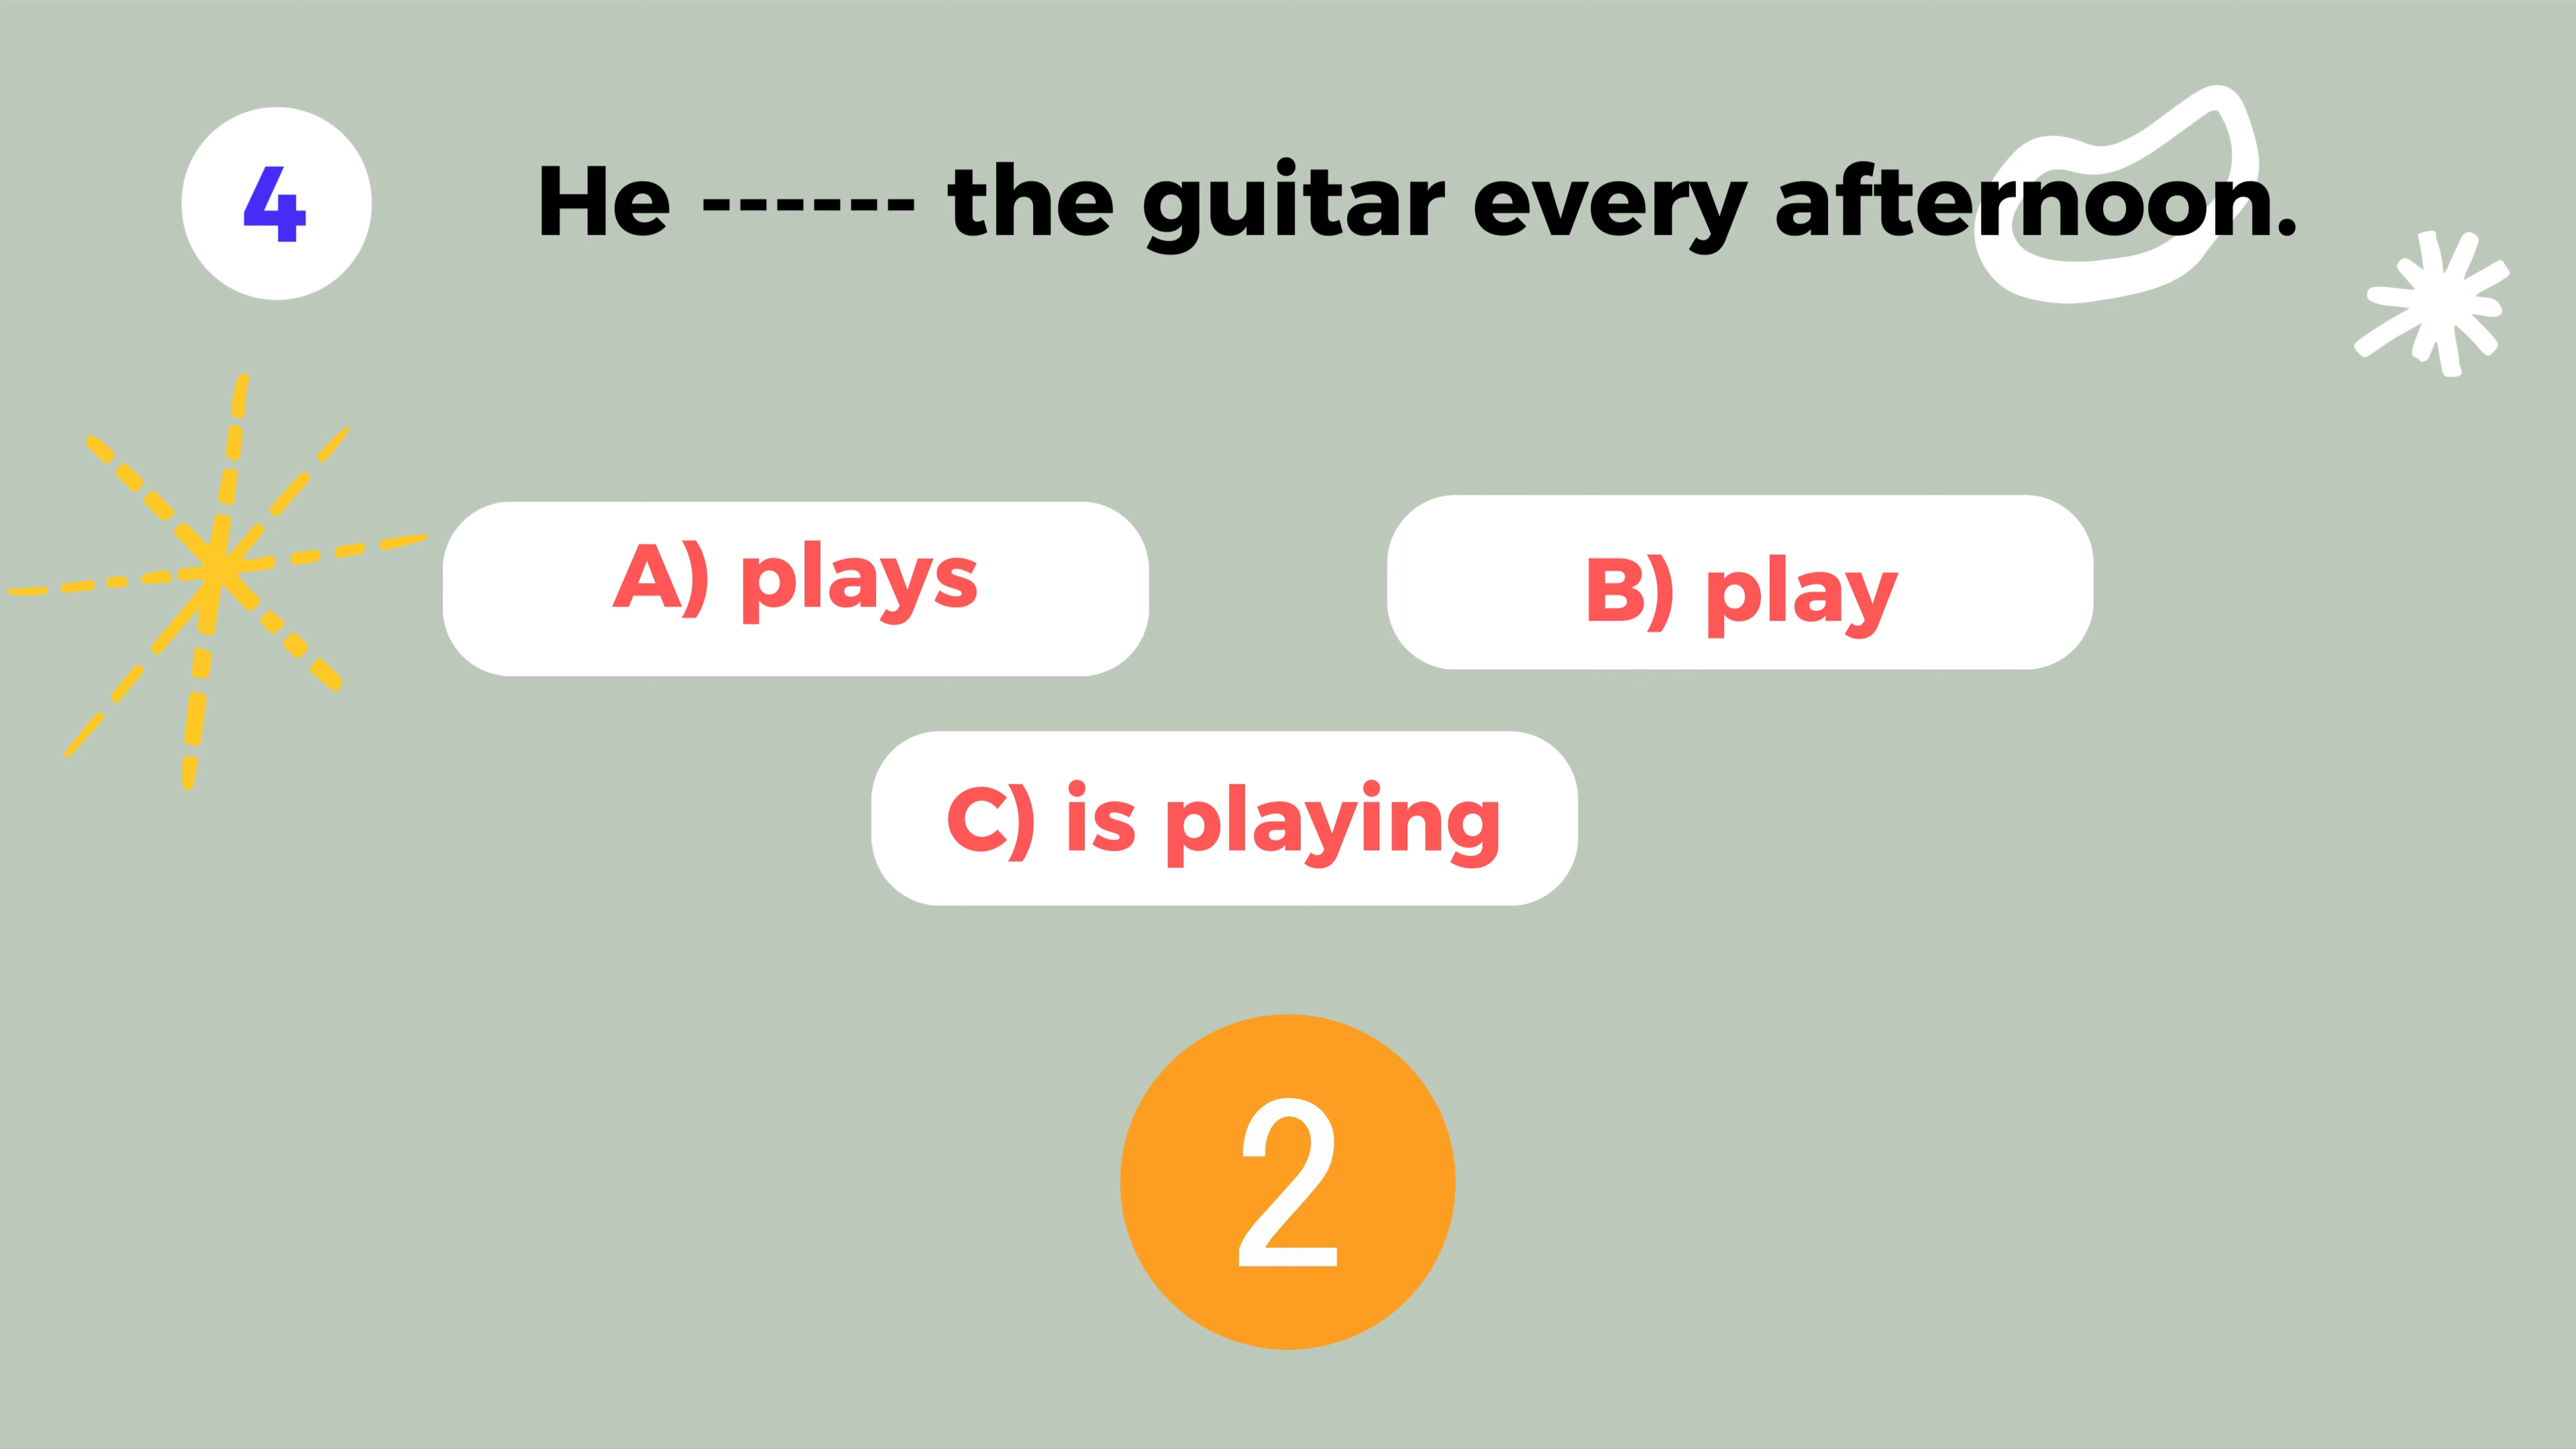 4
He ------ the guitar every afternoon.
A) plays
B) play
C) is playing
2